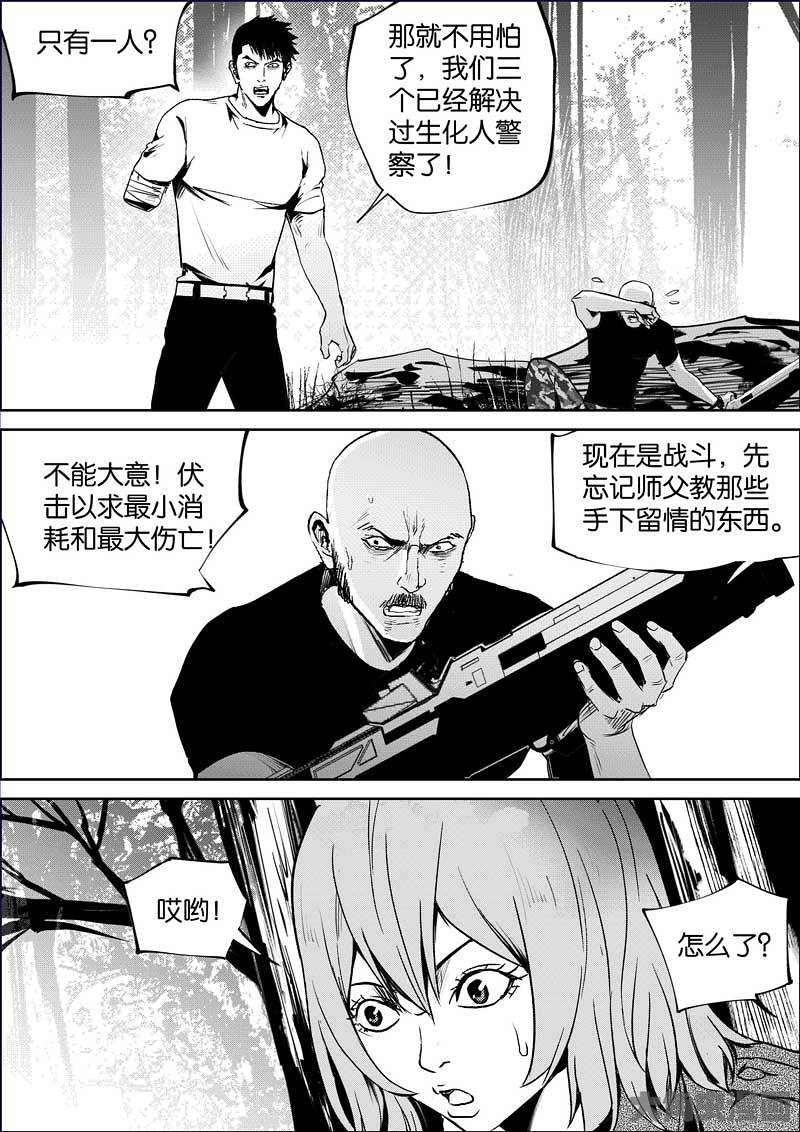 只有一人？
那就不用怕
了，我们三
个已经解决
过生化人警
察了！
不能大意！伏
击以求最小消
耗和最大伤亡！
现在是战斗，先
忘记师父教那些
手下留情的东西。
哎哟！
怎么了？